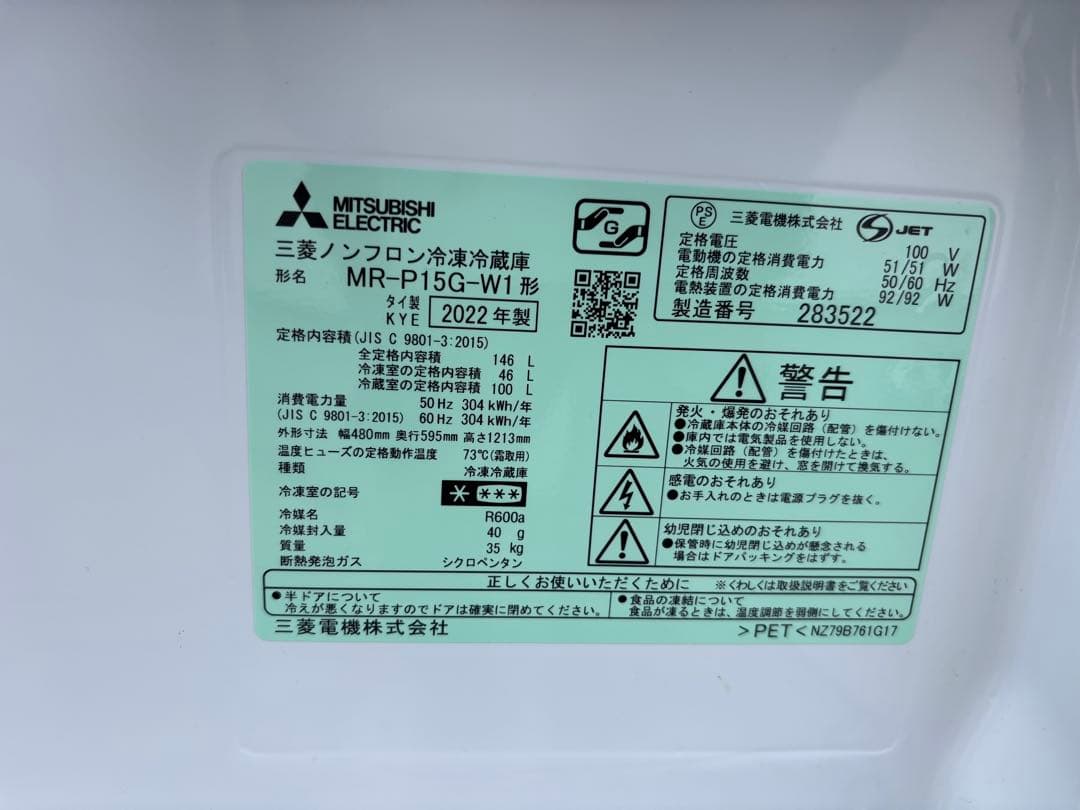 MITSUBISHI
ELECTRIC
三菱ノンフロン冷凍冷蔵庫
形名 MR-P15G-W1形
タイ製
KYE 2022年製
定格内容積(JIS C 9801-3:2015)
全定格内容積 146 L
冷凍室の定格内容積 46 L
冷蔵室の定格内容積 100 L
消費電力量 50Hz 304kWh/年
(JIS C 9801-3:2015) 60Hz 304kWh/年
外形寸法 幅480mm 奥行595mm 高さ1213mm
温度ヒューズの定格動作温度 73℃(霜取用)
種類 冷凍冷蔵庫
冷凍室の記号
冷媒名 R600a
冷媒封入量 40 g
質量 35 kg
断熱発泡ガス シクロペンタン
G
PSE 三菱電機株式会社 JET
定格電圧 100 V
電動機の定格消費電力 51/51 W
定格周波数 50/60 Hz
電熱装置の定格消費電力 92/92 W
製造番号 283522
警告
発火・爆発のおそれあり
●冷蔵庫本体の冷媒回路(配管)を傷付けない。
●庫内では電気製品を使用しない。
●冷媒回路(配管)を傷付けたときは、
火気の使用を避け、窓を開けて換気する。
感電のおそれあり
●お手入れのときは電源プラグを抜く。
幼児閉じ込めのおそれあり
●保管時に幼児閉じ込めが懸念される
場合はドアパッキングをはずす。
正しくお使いいただくために ※くわしくは取扱説明書をご覧ください
●半ドアについて
冷えが悪くなりますのでドアは確実に閉めてください。
●食品の凍結について
食品が凍るときは、温度調節を弱側にしてください。
三菱電機株式会社
>PET< NZ79B761G17